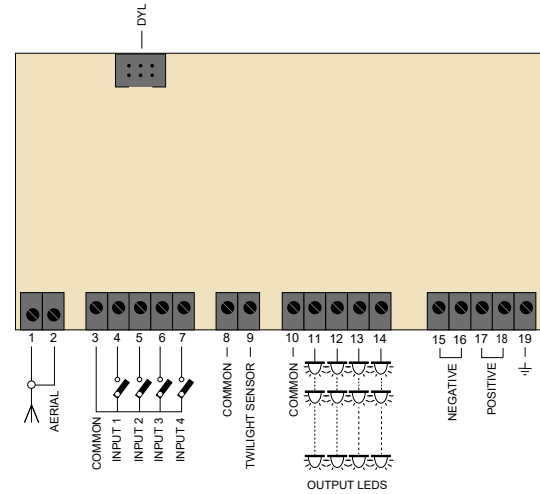 DYL
1 2 3 4 5 6 7 8 9 10 11 12 13 14 15 16 17 18 19
AERIAL
COMMON
INPUT 1
INPUT 2
INPUT 3
INPUT 4
COMMON
TWILIGHT SENSOR
COMMON
OUTPUT LEDS
NEGATIVE
POSITIVE